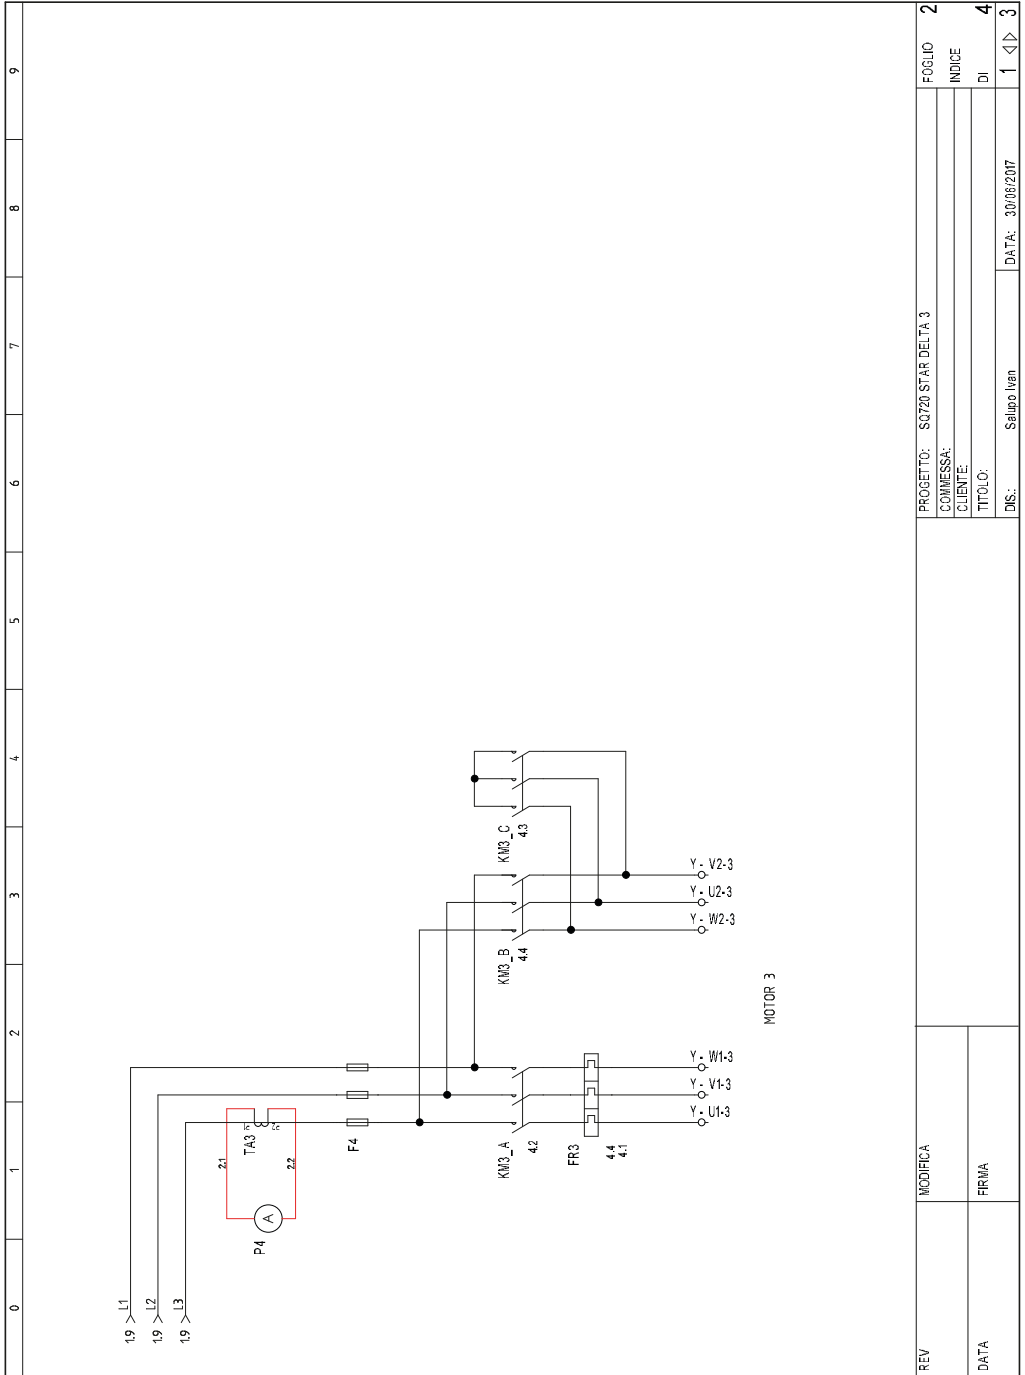 0
1
2
3
4
5
6
7
8
9
1.9 L1
1.9 L2
1.9 L3
2.1
TA3
P1
P2
P4
A
2.2
F4
KM3_A
4.2
KM3_B
4.4
KM3_C
4.3
FR3
4.4
4.1
Y - U1-3
Y - V1-3
Y - W1-3
Y - W2-3
Y - U2-3
Y - V2-3
MOTOR 3
REV
MODIFICA
DATA
FIRMA
PROGETTO: SQ720 STAR DELTA 3
COMMESSA:
CLIENTE:
TITOLO:
DIS.: Salupo Ivan
DATA: 30/06/2017
FOGLIO 2
INDICE
DI 4
1 3